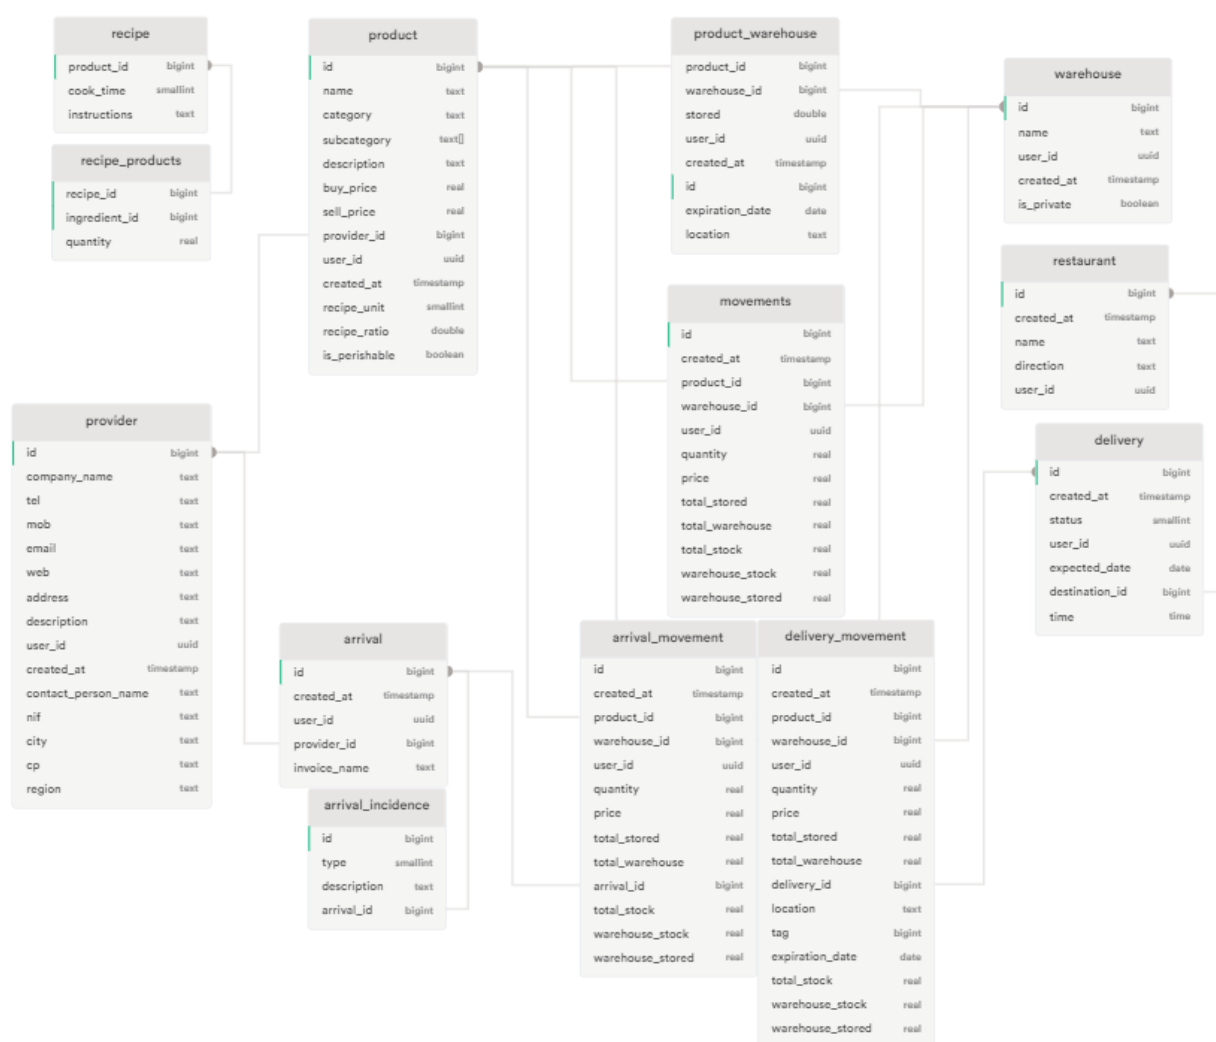 recipe
product_id bigint
cook_time smallint
instructions text
recipe_products
recipe_id bigint
ingredient_id bigint
quantity real
product
id bigint
name text
category text
subcategory text[]
description text
buy_price real
sell_price real
provider_id bigint
user_id uuid
created_at timestamp
recipe_unit smallint
recipe_ratio double
is_perishable boolean
product_warehouse
product_id bigint
warehouse_id bigint
stored double
user_id uuid
created_at timestamp
id bigint
expiration_date date
location text
warehouse
id bigint
name text
user_id uuid
created_at timestamp
is_private boolean
restaurant
id bigint
created_at timestamp
name text
direction text
user_id uuid
movements
id bigint
created_at timestamp
product_id bigint
warehouse_id bigint
user_id uuid
quantity real
price real
total_stored real
total_warehouse real
total_stock real
warehouse_stock real
warehouse_stored real
provider
id bigint
company_name text
tel text
mob text
email text
web text
address text
description text
user_id uuid
created_at timestamp
contact_person_name text
nif text
city text
cp text
region text
delivery
id bigint
created_at timestamp
status smallint
user_id uuid
expected_date date
destination_id bigint
time time
arrival
id bigint
created_at timestamp
user_id uuid
provider_id bigint
invoice_name text
arrival_incidence
id bigint
type smallint
description text
arrival_id bigint
arrival_movement
id bigint
created_at timestamp
product_id bigint
warehouse_id bigint
user_id uuid
quantity real
price real
total_stored real
total_warehouse real
arrival_id bigint
total_stock real
warehouse_stock real
warehouse_stored real
delivery_movement
id bigint
created_at timestamp
product_id bigint
warehouse_id bigint
user_id uuid
quantity real
price real
total_stored real
total_warehouse real
delivery_id bigint
location text
tag bigint
expiration_date date
total_stock real
warehouse_stock real
warehouse_stored real